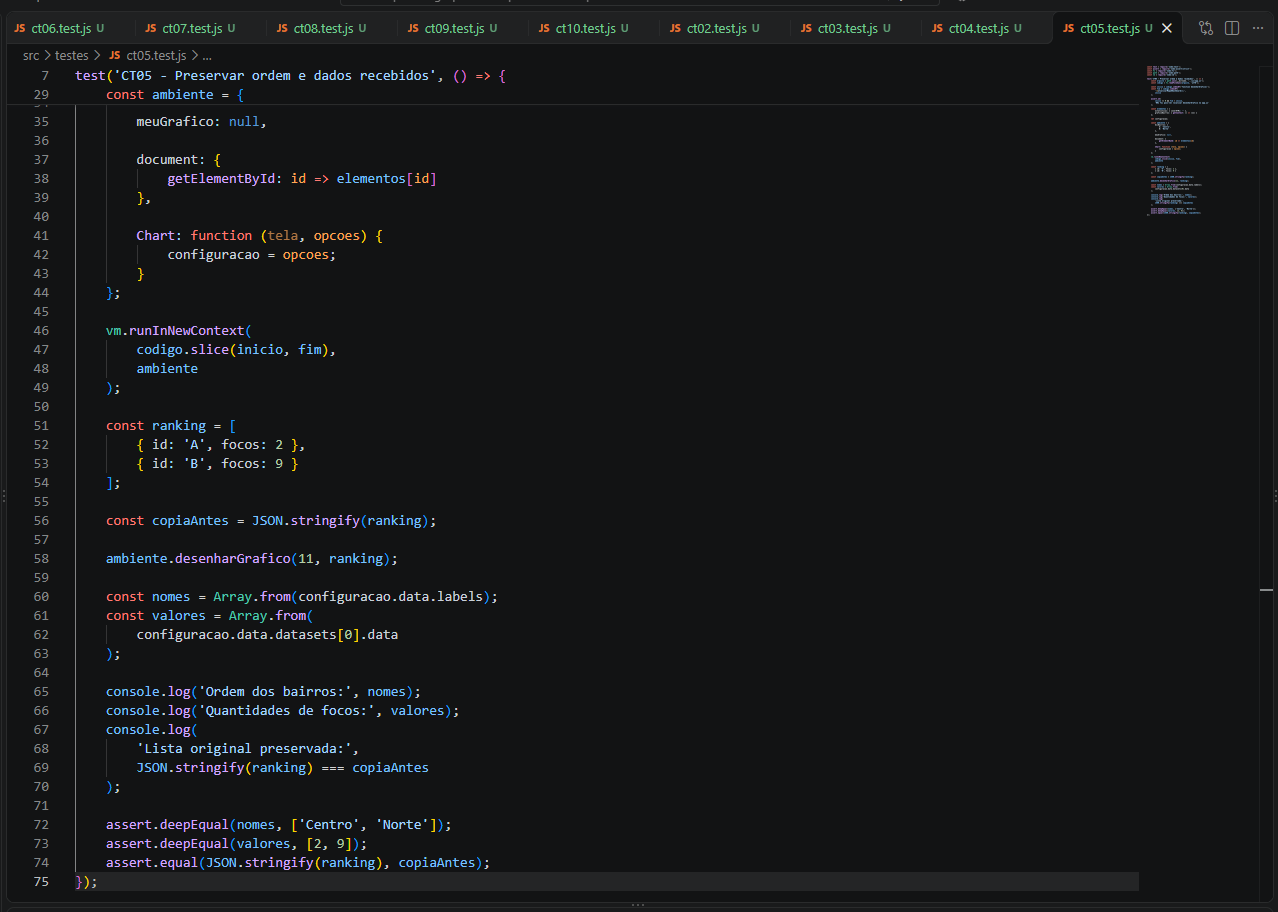 JS ct06.test.js U JS ct07.test.js U JS ct08.test.js U JS ct09.test.js U JS ct10.test.js U JS ct02.test.js U JS ct03.test.js U JS ct04.test.js U JS ct05.test.js U
src > testes > JS ct05.test.js > ...
7 test('CT05 - Preservar ordem e dados recebidos', () => {
29 const ambiente = {
35 meuGrafico: null,
36
37 document: {
38 getElementById: id => elementos[id]
39 },
40
41 Chart: function (tela, opcoes) {
42 configuracao = opcoes;
43 }
44 };
45
46 vm.runInNewContext(
47 codigo.slice(inicio, fim),
48 ambiente
49 );
50
51 const ranking = [
52 { id: 'A', focos: 2 },
53 { id: 'B', focos: 9 }
54 ];
55
56 const copiaAntes = JSON.stringify(ranking);
57
58 ambiente.desenharGrafico(11, ranking);
59
60 const nomes = Array.from(configuracao.data.labels);
61 const valores = Array.from(
62 configuracao.data.datasets[0].data
63 );
64
65 console.log('Ordem dos bairros:', nomes);
66 console.log('Quantidades de focos:', valores);
67 console.log(
68 'Lista original preservada:',
69 JSON.stringify(ranking) === copiaAntes
70 );
71
72 assert.deepEqual(nomes, ['Centro', 'Norte']);
73 assert.deepEqual(valores, [2, 9]);
74 assert.equal(JSON.stringify(ranking), copiaAntes);
75 });